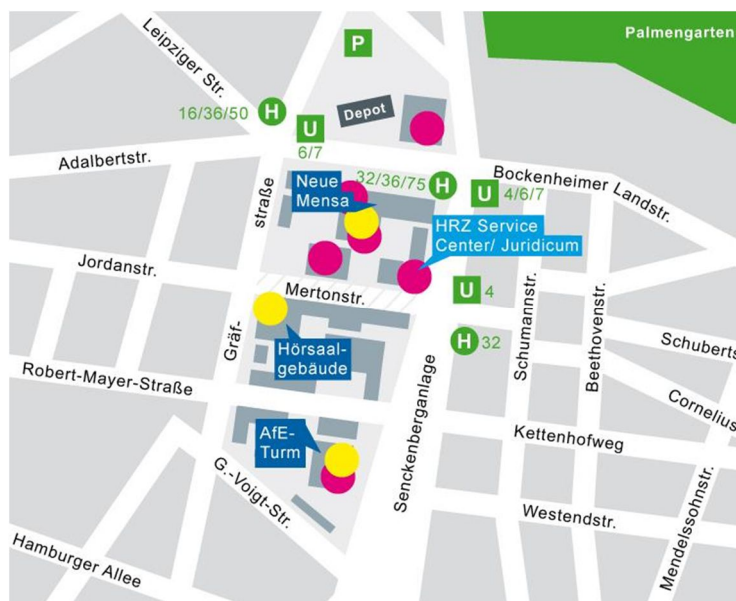 Palmengarten
P
Leipziger Str.
Depot
16/36/50 H
U
6/7
Adalbertstr.
Bockenheimer Landstr.
32/36/75 H
U 4/6/7
Neue
Mensa
HRZ Service
Center/ Juridicum
straße
Jordanstr.
Mertonstr.
U 4
H 32
Gräf-
Schumannstr.
Beethovenstr.
Schuberts
Hörsaal-
gebäude
Robert-Mayer-Straße
Cornelius
AfE-
Turm
Senckenberganlage
Kettenhofweg
G.-Voigt-Str.
Westendstr.
Mendelssohnstr.
Hamburger Allee